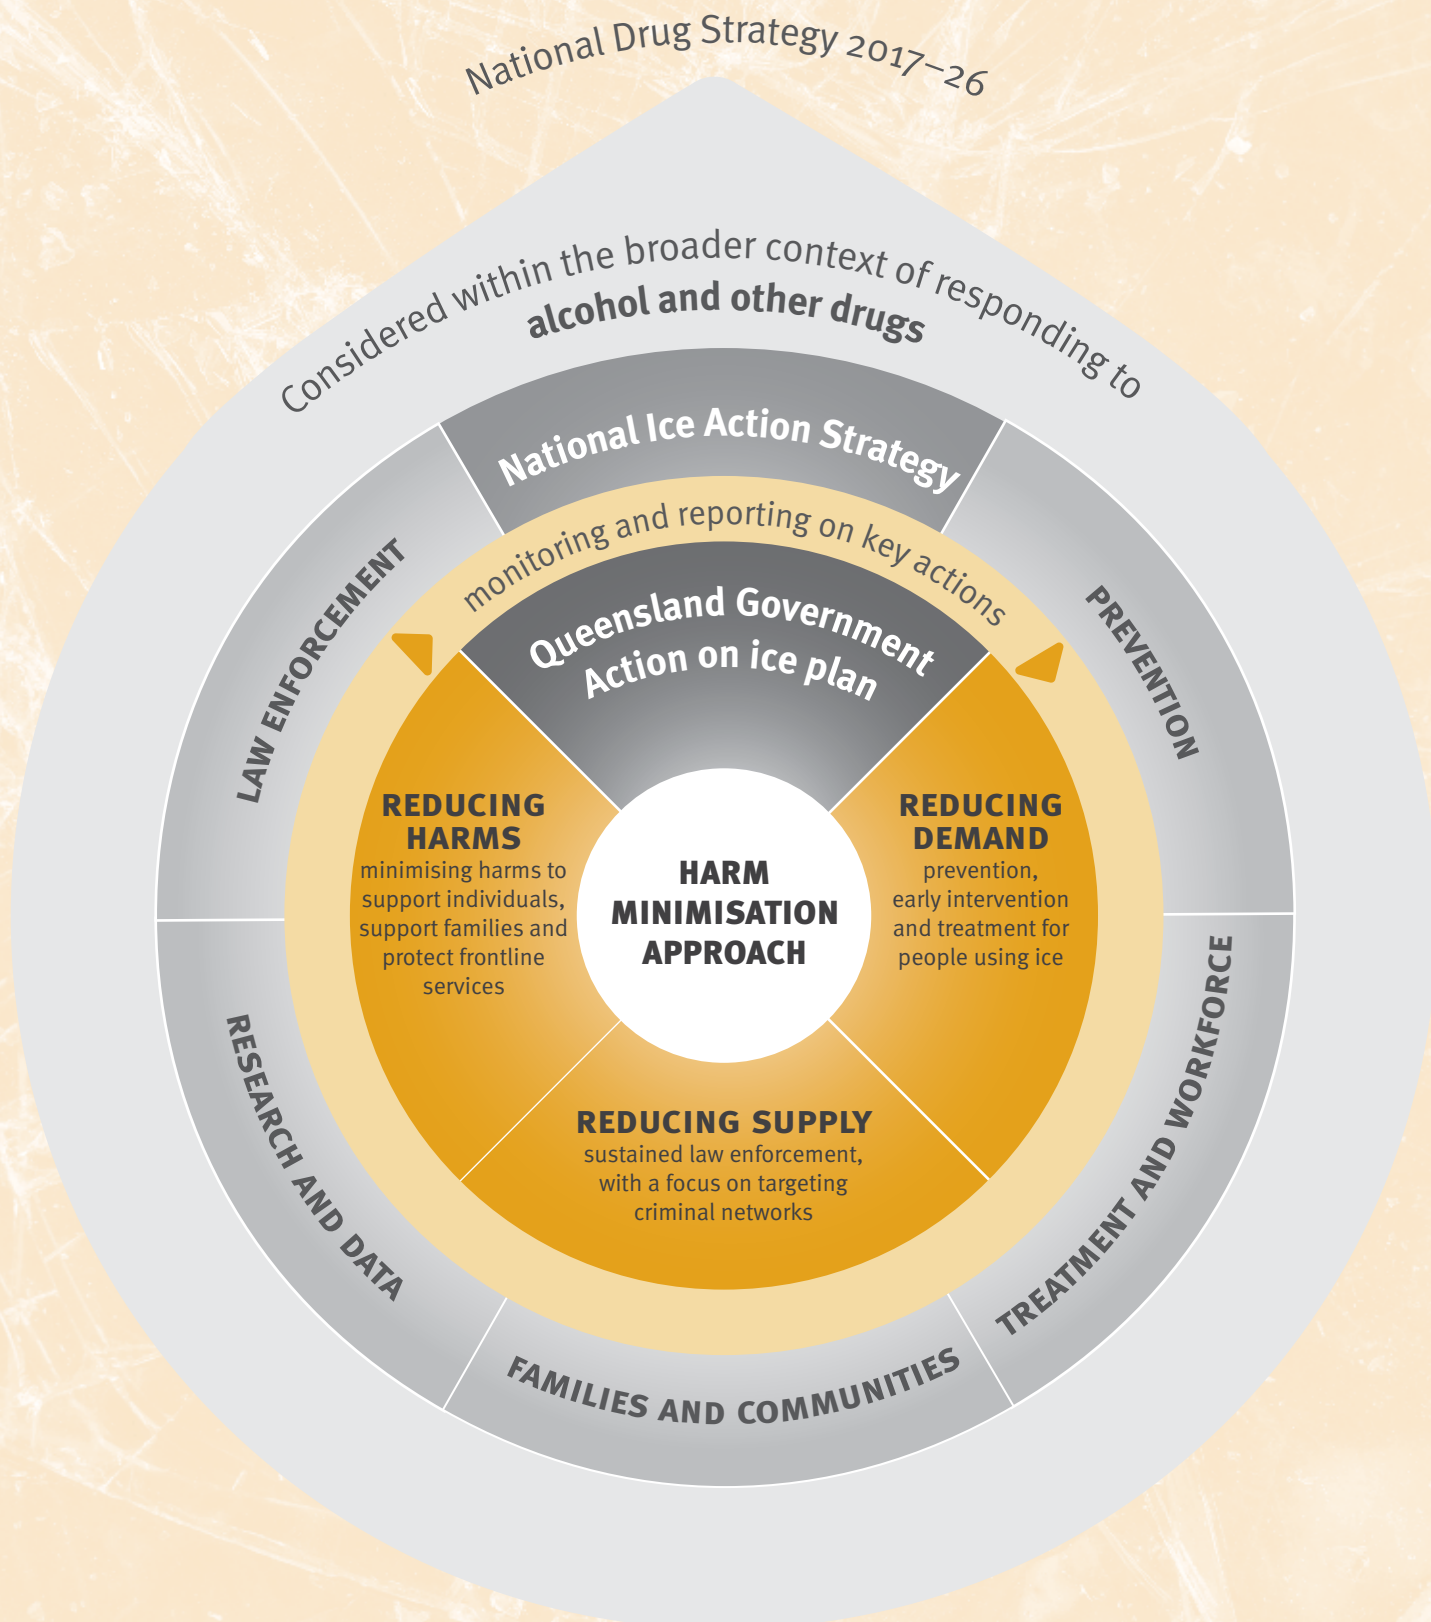 National Drug Strategy 2017–26
Considered within the broader context of responding to
alcohol and other drugs
National Ice Action Strategy
monitoring and reporting on key actions
Queensland Government
Action on ice plan
LAW ENFORCEMENT
PREVENTION
REDUCING
HARMS
minimising harms to
support individuals,
support families and
protect frontline
services
HARM
MINIMISATION
APPROACH
REDUCING
DEMAND
prevention,
early intervention
and treatment for
people using ice
REDUCING SUPPLY
sustained law enforcement,
with a focus on targeting
criminal networks
RESEARCH AND DATA
TREATMENT AND WORKFORCE
FAMILIES AND COMMUNITIES